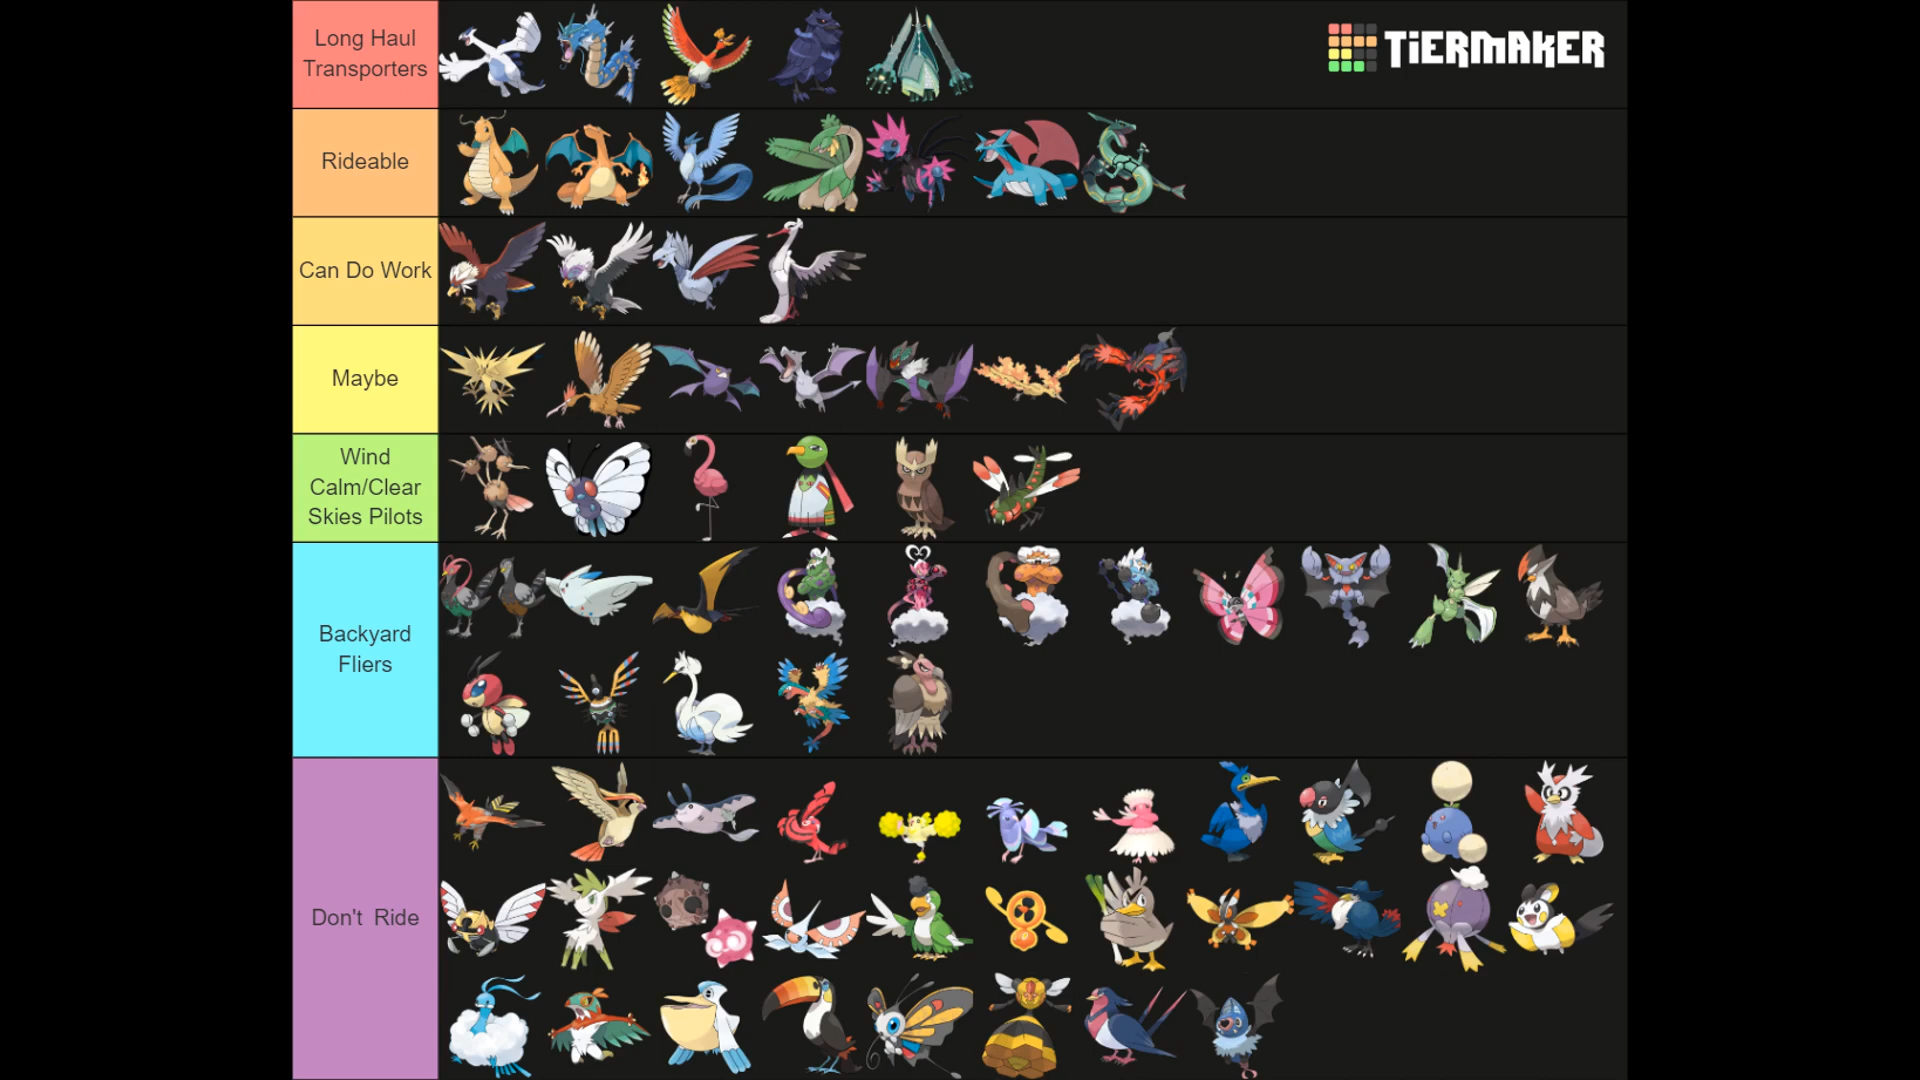 Long Haul
Transporters
TiERMAKER
Rideable
Can Do Work
Maybe
Wind
Calm/Clear
Skies Pilots
Backyard
Fliers
Don't Ride